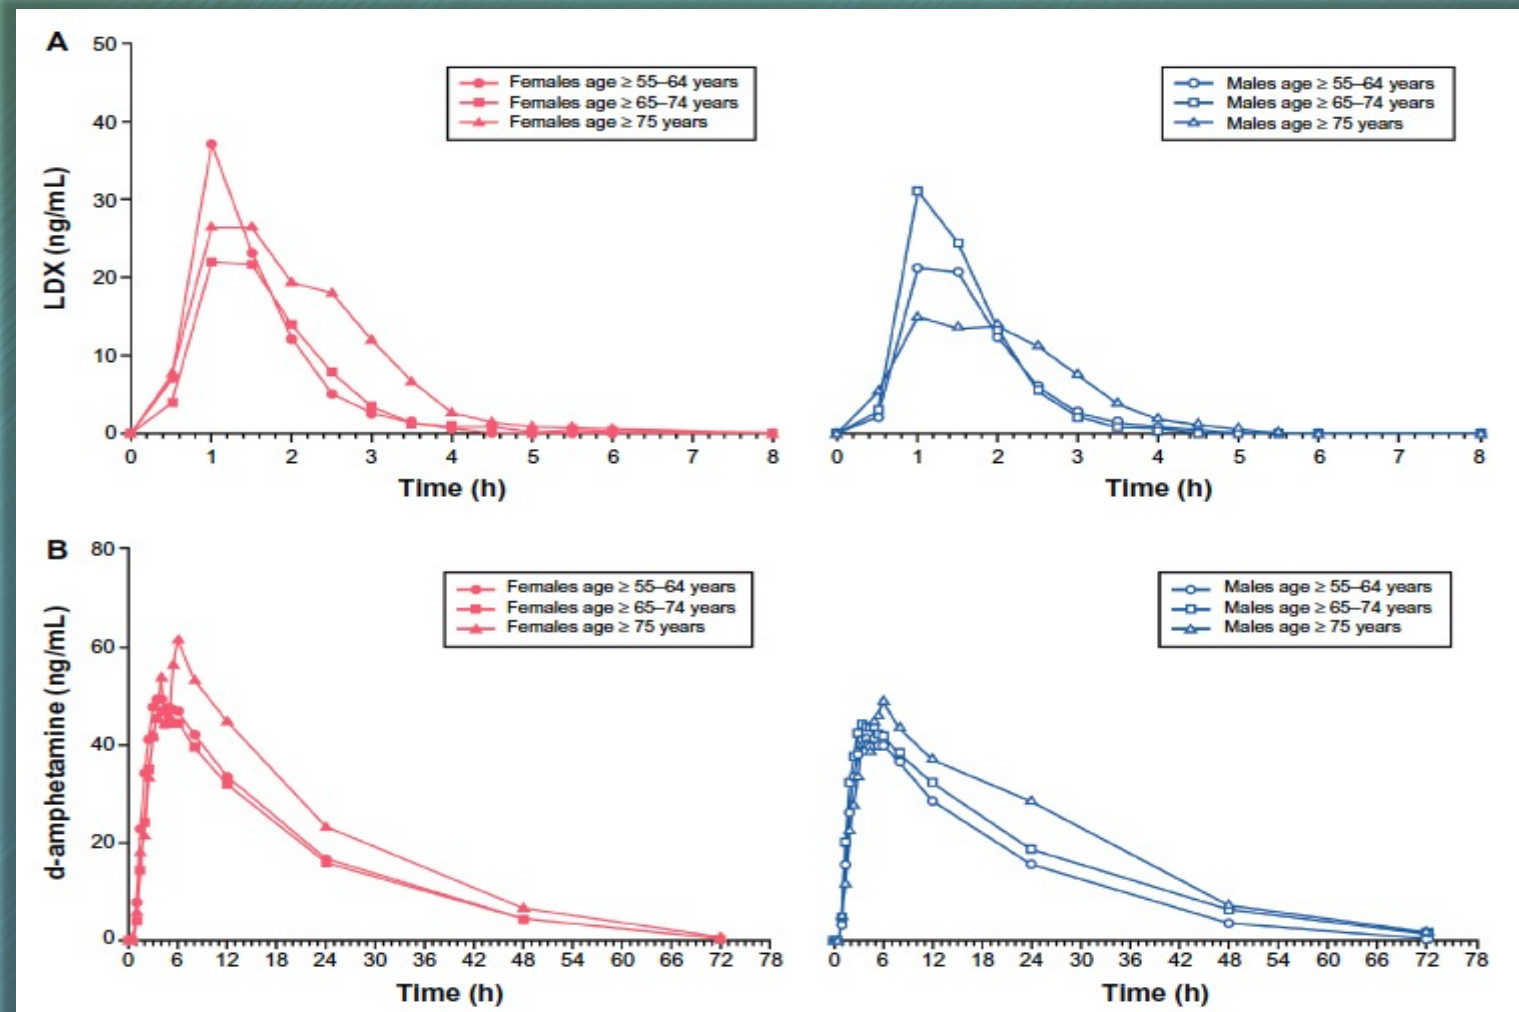 A
50
40
30
20
10
0
LDX (ng/mL)
Females age ≥ 55–64 years
Females age ≥ 65–74 years
Females age ≥ 75 years
0 1 2 3 4 5 6 7 8
Time (h)
Males age ≥ 55–64 years
Males age ≥ 65–74 years
Males age ≥ 75 years
0 1 2 3 4 5 6 7 8
Time (h)
B
80
60
40
20
0
d-amphetamine (ng/mL)
Females age ≥ 55–64 years
Females age ≥ 65–74 years
Females age ≥ 75 years
0 6 12 18 24 30 36 42 48 54 60 66 72 78
Time (h)
Males age ≥ 55–64 years
Males age ≥ 65–74 years
Males age ≥ 75 years
0 6 12 18 24 30 36 42 48 54 60 66 72 78
Time (h)